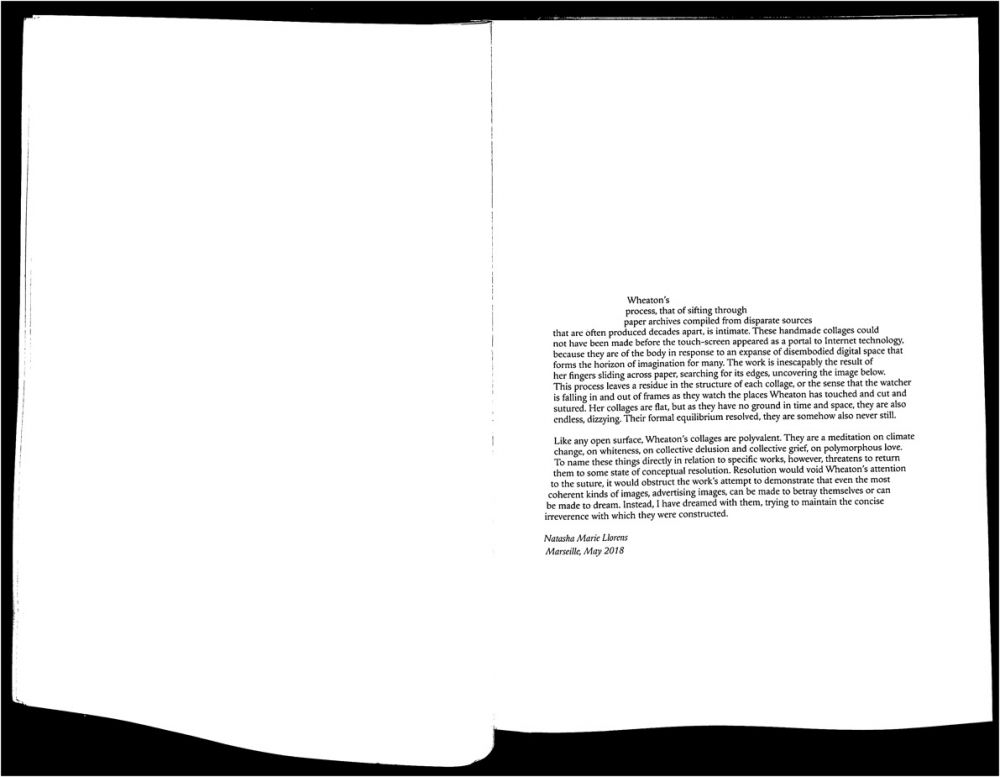 Wheaton's
process, that of sifting through
paper archives compiled from disparate sources
that are often produced decades apart, is intimate. These handmade collages could
not have been made before the touch-screen appeared as a portal to Internet technology,
because they are of the body in response to an expanse of disembodied digital space that
forms the horizon of imagination for many. The work is inescapably the result of
her fingers sliding across paper, searching for its edges, uncovering the image below.
This process leaves a residue in the structure of each collage, or the sense that the watcher
is falling in and out of frames as they watch the places Wheaton has touched and cut and
sutured. Her collages are flat, but as they have no ground in time and space, they are also
endless, dizzying. Their formal equilibrium resolved, they are somehow also never still.
Like any open surface, Wheaton's collages are polyvalent. They are a meditation on climate
change, on whiteness, on collective delusion and collective grief, on polymorphous love.
To name these things directly in relation to specific works, however, threatens to return
them to some state of conceptual resolution. Resolution would void Wheaton's attention
to the suture, it would obstruct the work's attempt to demonstrate that even the most
coherent kinds of images, advertising images, can be made to betray themselves or can
be made to dream. Instead, I have dreamed with them, trying to maintain the concise
irreverence with which they were constructed.
Natasha Marie Llorens
Marseille, May 2018